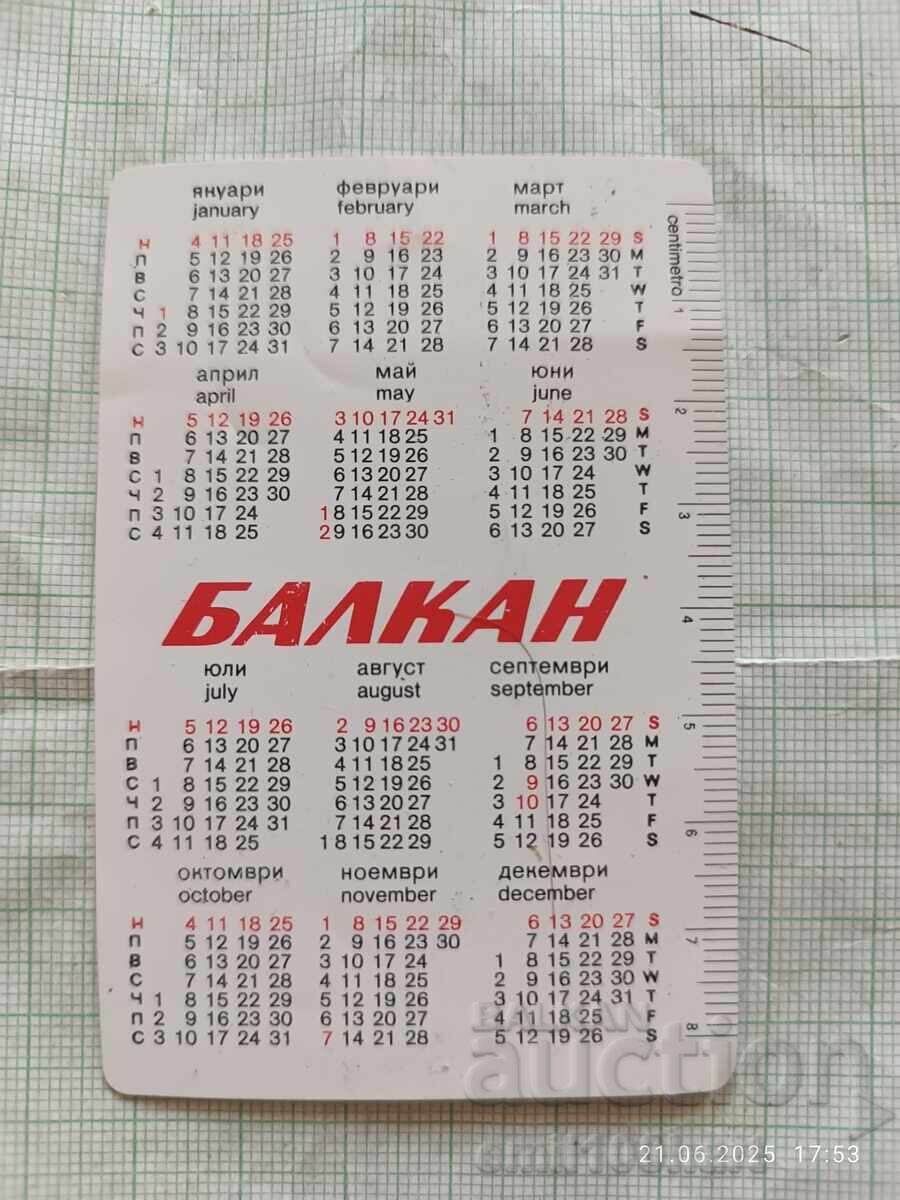 януари февруари март
january february march
Н 4 11 18 25 1 8 15 22 1 8 15 22 29 S
П 5 12 19 26 2 9 16 23 2 9 16 23 30 M
В 6 13 20 27 3 10 17 24 3 10 17 24 31 T
С 7 14 21 28 4 11 18 25 4 11 18 25 W
Ч 1 8 15 22 29 5 12 19 26 5 12 19 26 T
П 2 9 16 23 30 6 13 20 27 6 13 20 27 F
С 3 10 17 24 31 7 14 21 28 7 14 21 28 S
centimetro
1 2 3 4 5 6 7 8
април май юни
april may june
Н 5 12 19 26 3 10 17 24 31 7 14 21 28 S
П 6 13 20 27 4 11 18 25 1 8 15 22 29 M
В 7 14 21 28 5 12 19 26 2 9 16 23 30 T
С 1 8 15 22 29 6 13 20 27 3 10 17 24 W
Ч 2 9 16 23 30 7 14 21 28 4 11 18 25 T
П 3 10 17 24 1 8 15 22 29 5 12 19 26 F
С 4 11 18 25 2 9 16 23 30 6 13 20 27 S
БАЛКАН
юли август септември
july august september
Н 5 12 19 26 2 9 16 23 30 6 13 20 27 S
П 6 13 20 27 3 10 17 24 31 7 14 21 28 M
В 7 14 21 28 4 11 18 25 1 8 15 22 29 T
С 1 8 15 22 29 5 12 19 26 2 9 16 23 30 W
Ч 2 9 16 23 30 6 13 20 27 3 10 17 24 T
П 3 10 17 24 31 7 14 21 28 4 11 18 25 F
С 4 11 18 25 1 8 15 22 29 5 12 19 26 S
октомври ноември декември
october november december
Н 4 11 18 25 1 8 15 22 29 6 13 20 27 S
П 5 12 19 26 2 9 16 23 30 7 14 21 28 M
В 6 13 20 27 3 10 17 24 1 8 15 22 29 T
С 7 14 21 28 4 11 18 25 2 9 16 23 30 W
Ч 1 8 15 22 29 5 12 19 26 3 10 17 24 31 T
П 2 9 16 23 30 6 13 20 27 4 11 18 25 F
С 3 10 17 24 31 7 14 21 28 5 12 19 26 S
BALKAN
auction
21.06.2025 17:53